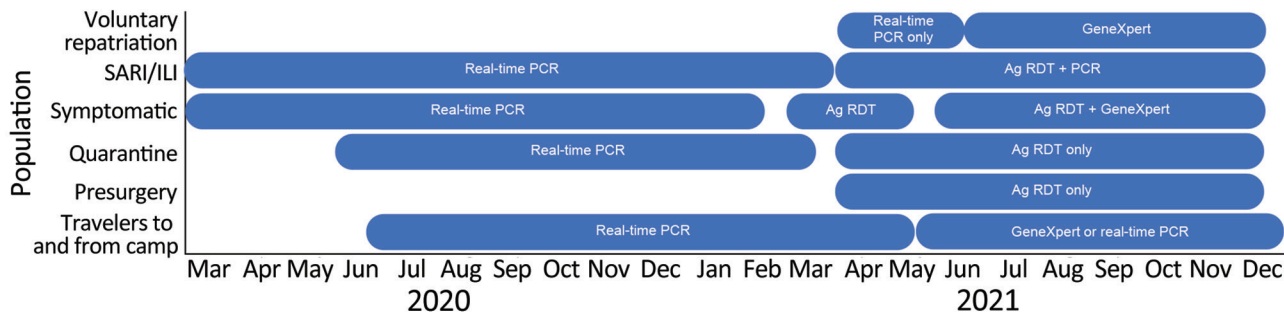 Population
Voluntary
repatriation
Real-time
PCR only
GeneXpert
SARI/ILI
Real-time PCR
Ag RDT + PCR
Symptomatic
Real-time PCR
Ag RDT
Ag RDT + GeneXpert
Quarantine
Real-time PCR
Ag RDT only
Presurgery
Ag RDT only
Travelers to
and from camp
Real-time PCR
GeneXpert or real-time PCR
Mar Apr May Jun Jul Aug Sep Oct Nov Dec Jan Feb Mar Apr May Jun Jul Aug Sep Oct Nov Dec
2020 2021